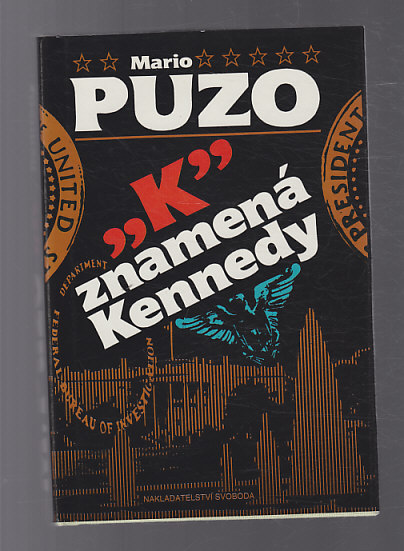 Mario
PUZO
„K”
znamená
Kennedy
UNITED
S
PRESIDENT
DEPARTMENT
FEDERAL BUREAU OF INVESTIGATION
NAKLADATELSTVÍ SVOBODA